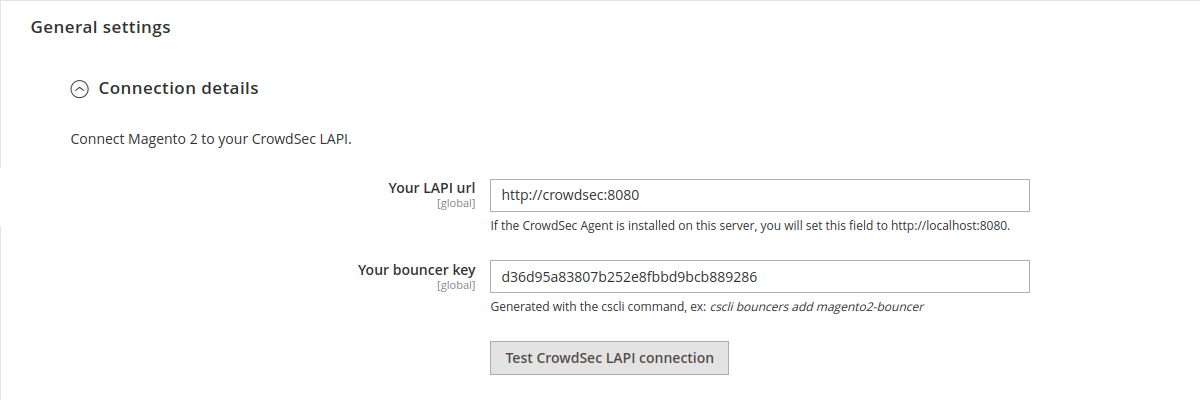 General settings
Connection details
Connect Magento 2 to your CrowdSec LAPI.
Your LAPI url
[global]
http://crowdsec:8080
If the CrowdSec Agent is installed on this server, you will set this field to http://localhost:8080.
Your bouncer key
[global]
d36d95a83807b252e8fbbd9bcb889286
Generated with the cscli command, ex: cscli bouncers add magento2-bouncer
Test CrowdSec LAPI connection